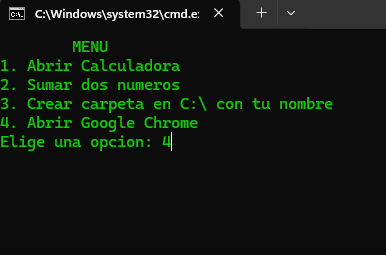 C:\Windows\system32\cmd.e:
MENU
1. Abrir Calculadora
2. Sumar dos numeros
3. Crear carpeta en C:\ con tu nombre
4. Abrir Google Chrome
Elige una opcion: 4